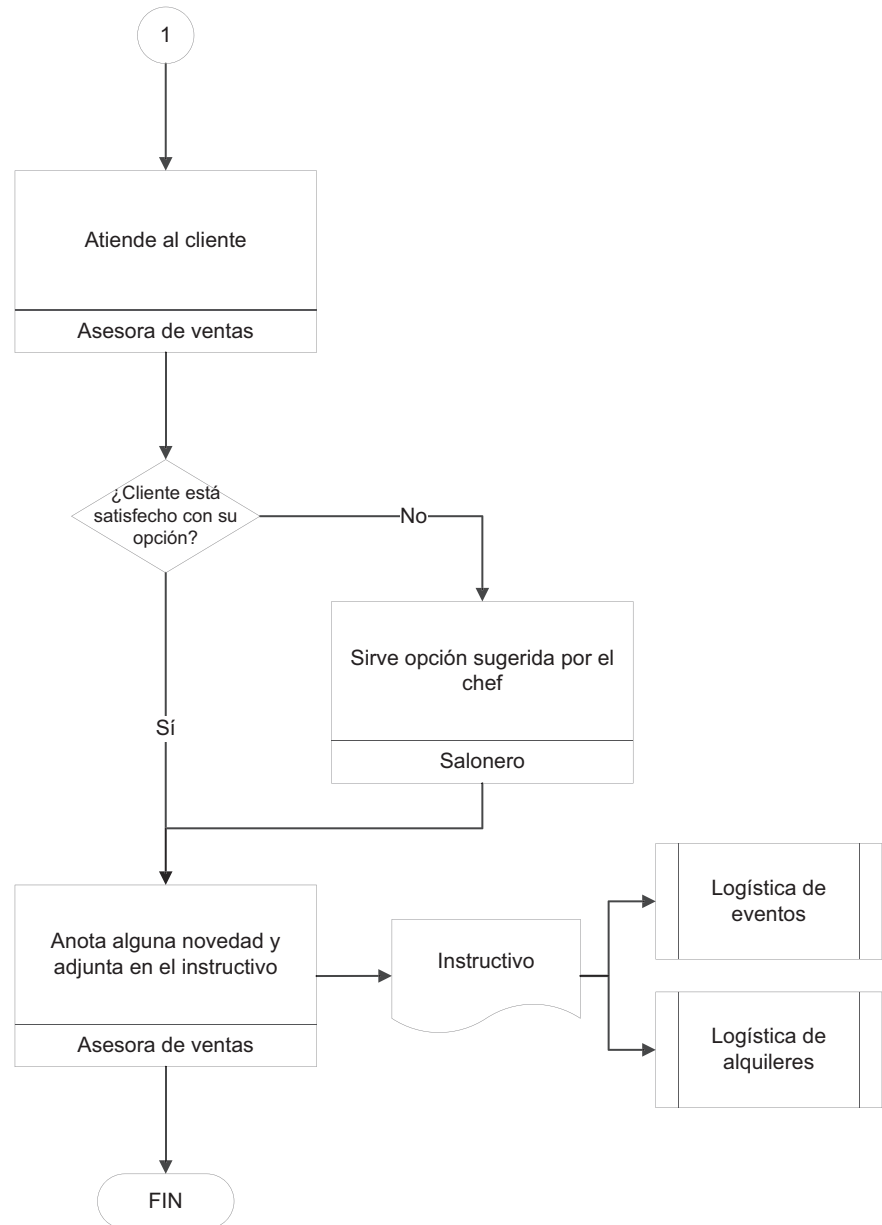 1
Atiende al cliente
Asesora de ventas
¿Cliente está
satisfecho con su
opción?
No
Sirve opción sugerida por el
chef
Salonero
Sí
Anota alguna novedad y
adjunta en el instructivo
Asesora de ventas
Instructivo
Logística de
eventos
Logística de
alquileres
FIN